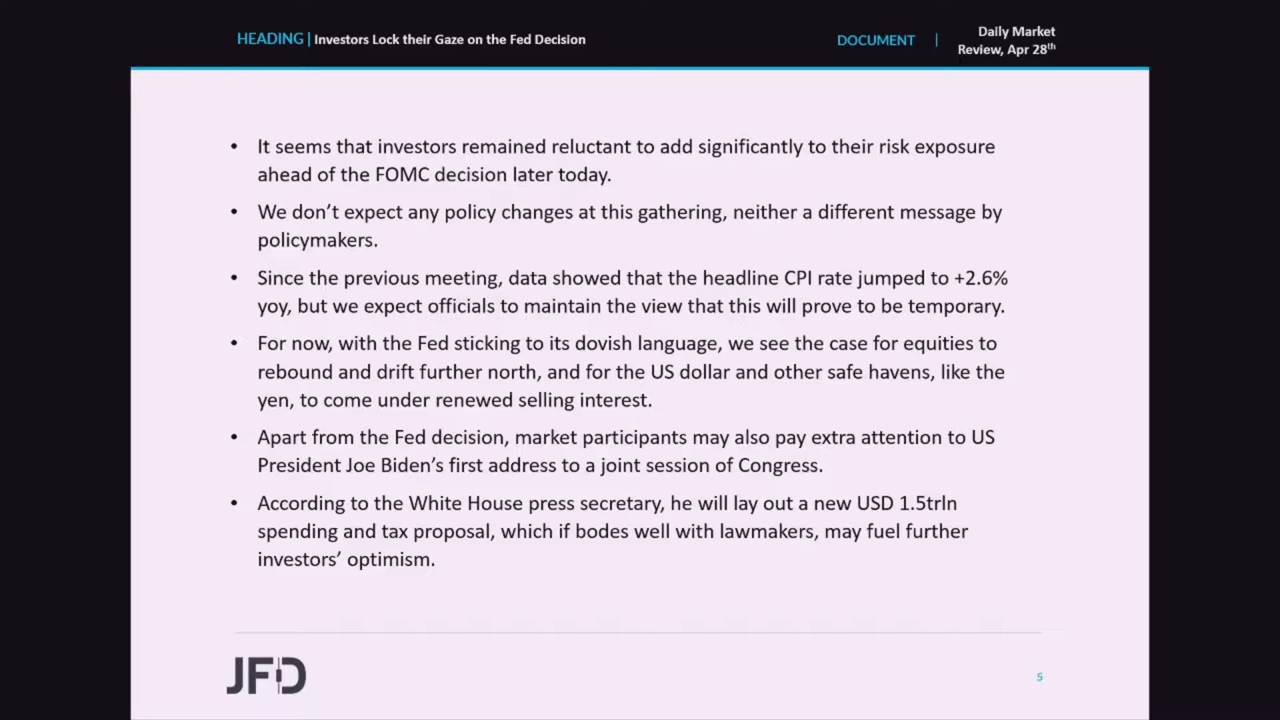 HEADING | Investors Lock their Gaze on the Fed Decision
DOCUMENT | Daily Market
Review, Apr 28th
• It seems that investors remained reluctant to add significantly to their risk exposure
ahead of the FOMC decision later today.
• We don’t expect any policy changes at this gathering, neither a different message by
policymakers.
• Since the previous meeting, data showed that the headline CPI rate jumped to +2.6%
yoy, but we expect officials to maintain the view that this will prove to be temporary.
• For now, with the Fed sticking to its dovish language, we see the case for equities to
rebound and drift further north, and for the US dollar and other safe havens, like the
yen, to come under renewed selling interest.
• Apart from the Fed decision, market participants may also pay extra attention to US
President Joe Biden’s first address to a joint session of Congress.
• According to the White House press secretary, he will lay out a new USD 1.5trln
spending and tax proposal, which if bodes well with lawmakers, may fuel further
investors’ optimism.
JFD
5